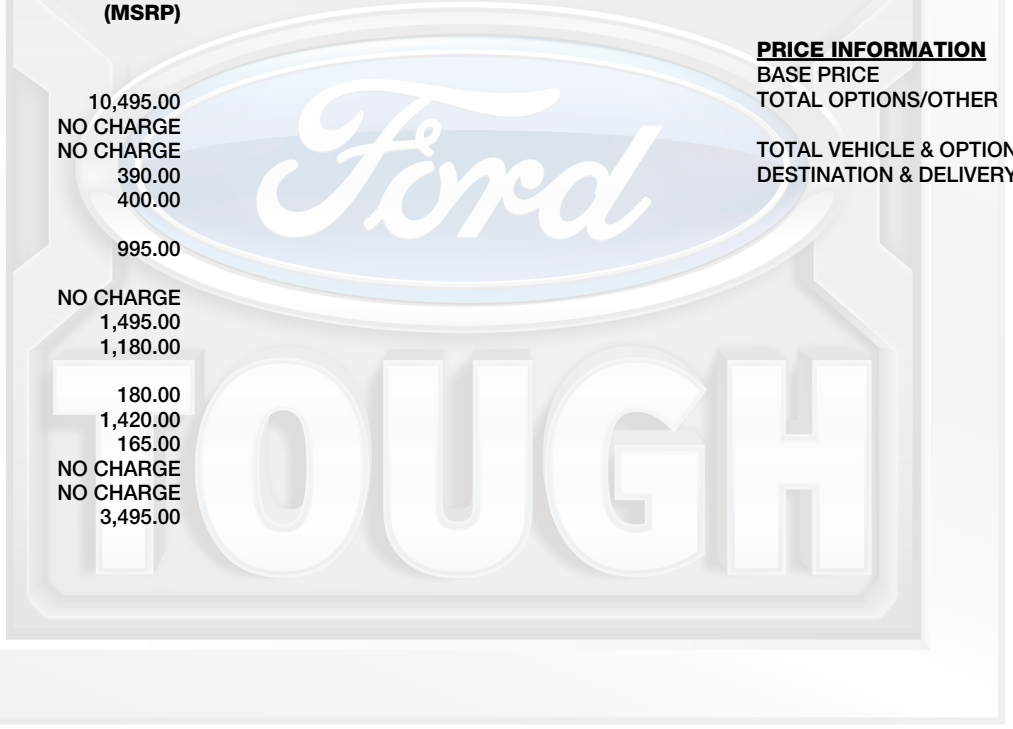 (MSRP)
10,495.00
NO CHARGE
NO CHARGE
390.00
400.00
995.00
NO CHARGE
1,495.00
1,180.00
180.00
1,420.00
165.00
NO CHARGE
NO CHARGE
3,495.00
PRICE INFORMATION
BASE PRICE
TOTAL OPTIONS/OTHER
TOTAL VEHICLE & OPTION
DESTINATION & DELIVERY
Ford
TOUGH